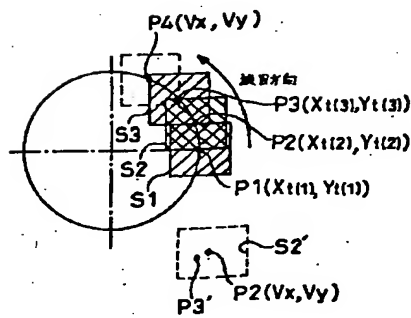 P4(Vx,Vy)
P3(Xt(3),Yt(3))
S3
P2(Xt(2),Yt(2))
S2
P1(Xt(1),Yt(1))
S1
S2'
P2(Vx,Vy)
P3'